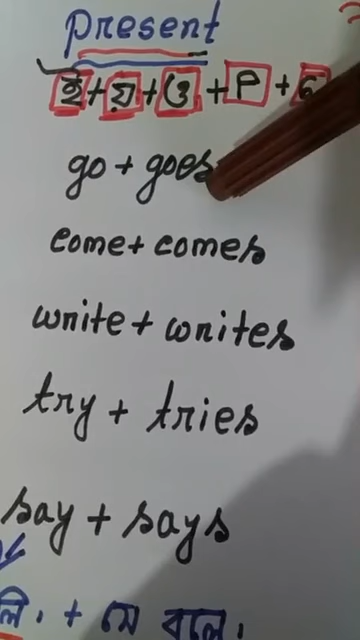 Present
ই + য় + ও + P +
go + goes
come + comes
write + writes
try + tries
say + says
লি। + সে বলে।